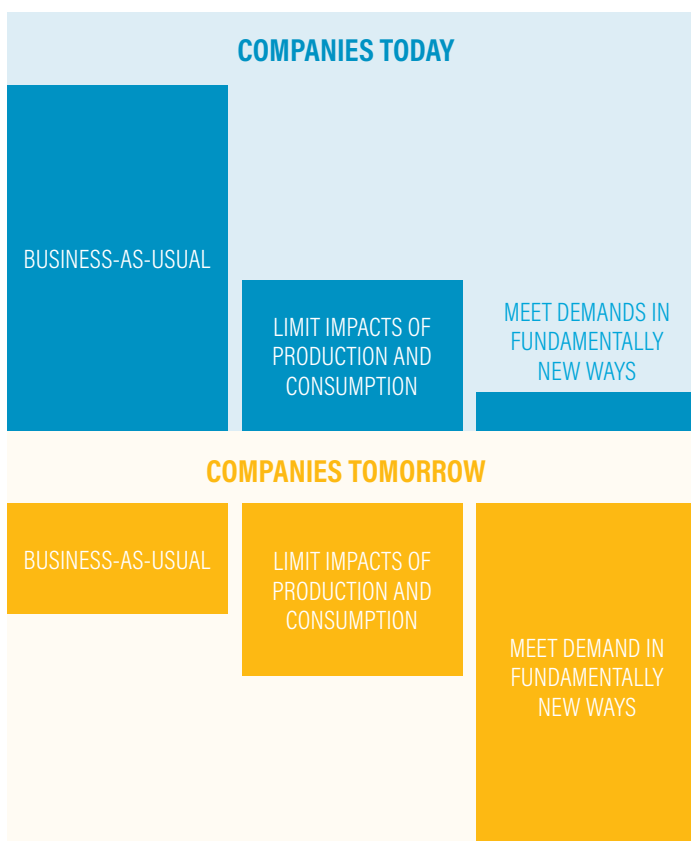 COMPANIES TODAY
BUSINESS-AS-USUAL
LIMIT IMPACTS OF
PRODUCTION AND
CONSUMPTION
MEET DEMANDS IN
FUNDAMENTALLY
NEW WAYS
COMPANIES TOMORROW
BUSINESS-AS-USUAL
LIMIT IMPACTS OF
PRODUCTION AND
CONSUMPTION
MEET DEMAND IN
FUNDAMENTALLY
NEW WAYS